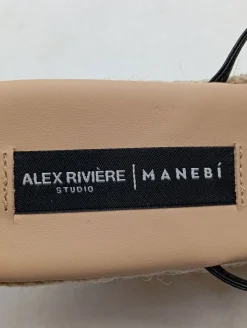 ALEX RIVIÈRE | MANEBÍ
STUDIO